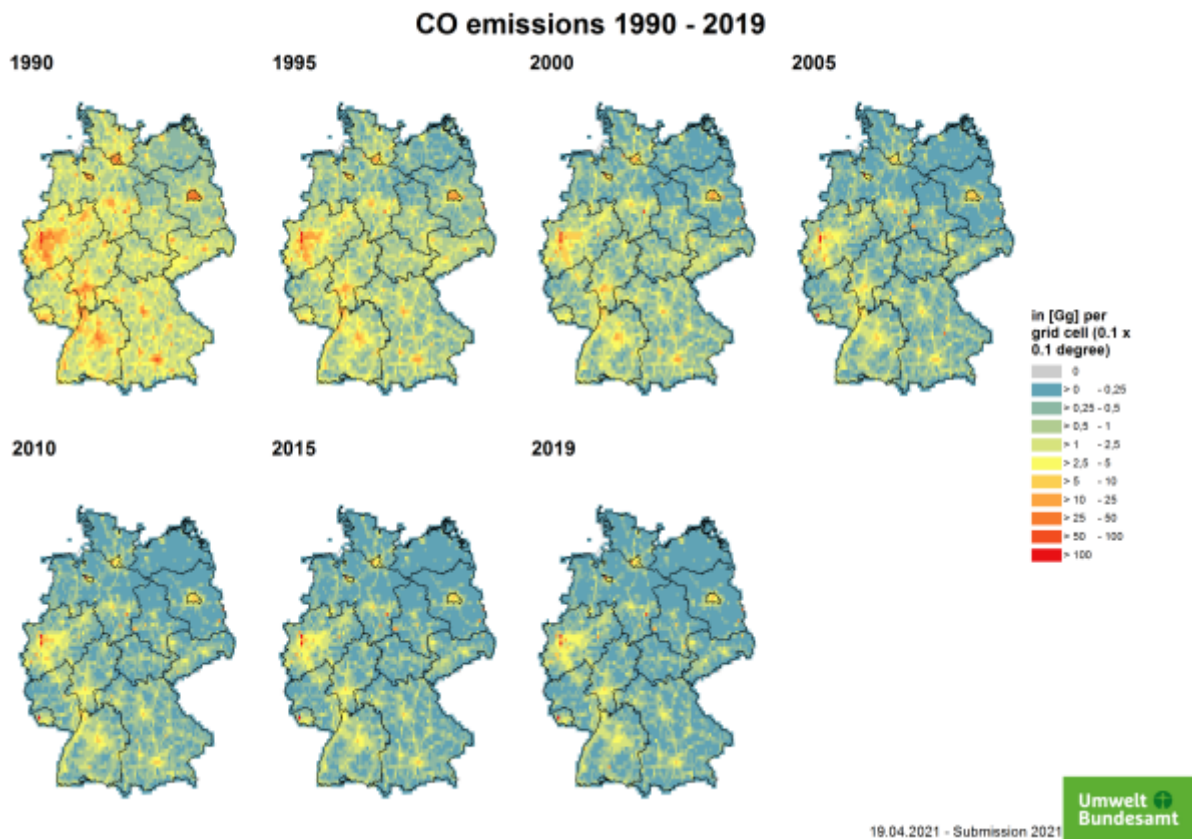 CO emissions 1990 - 2019
1990
1995
2000
2005
in [Gg] per
grid cell (0.1 x
0.1 degree)
0
> 0 - 0,25
> 0,25 - 0,5
> 0,5 - 1
> 1 - 2,5
> 2,5 - 5
> 5 - 10
> 10 - 25
> 25 - 50
> 50 - 100
> 100
2010
2015
2019
Umwelt
Bundesamt
19.04.2021 - Submission 2021